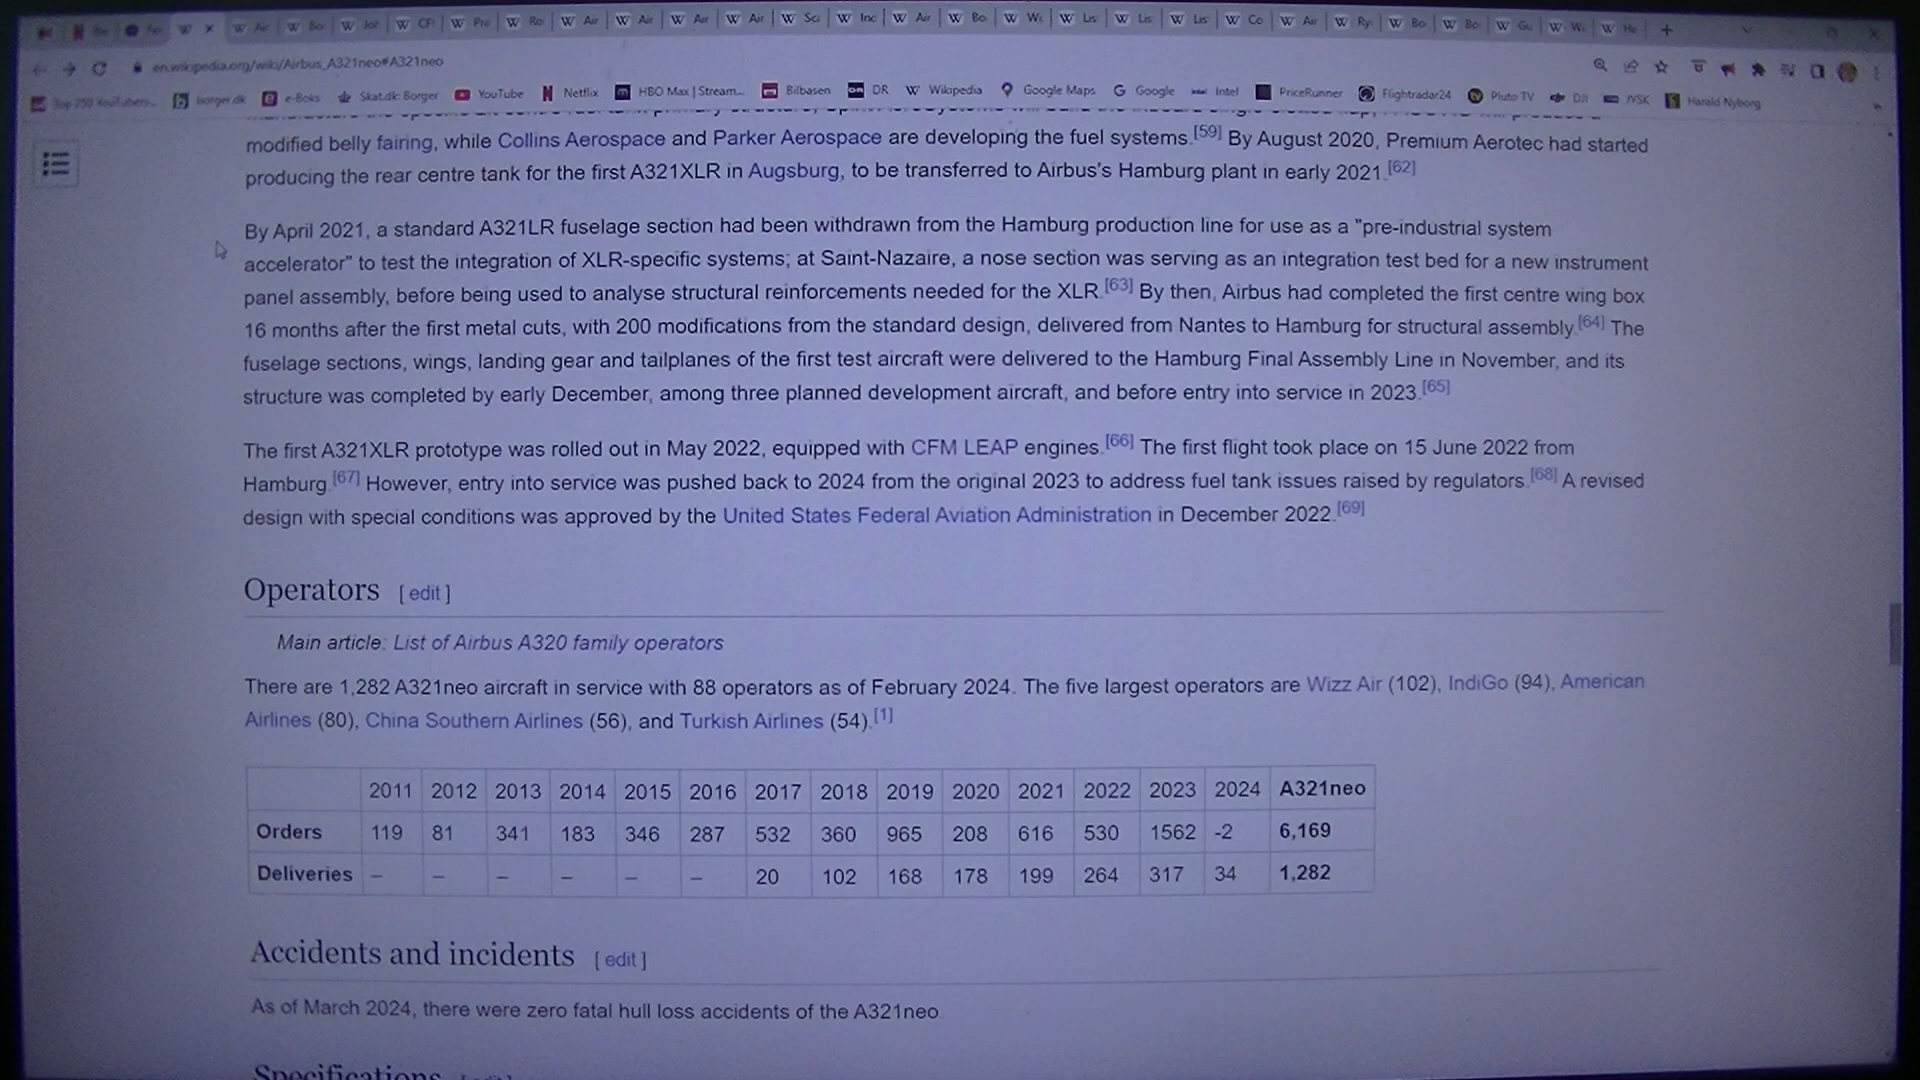 en.wikipedia.org/wiki/Airbus_A321neo#A321neo
Top 250 YouTubers... borger.dk e-Boks Skat.dk: Borger YouTube Netflix HBO Max | Stream... Bilbasen DR Wikipedia Google Maps Google Intel PriceRunner Flightradar24 Pluto TV DJI JYSK Harald Nyborg
modified belly fairing, while Collins Aerospace and Parker Aerospace are developing the fuel systems.[59] By August 2020, Premium Aerotec had started
producing the rear centre tank for the first A321XLR in Augsburg, to be transferred to Airbus's Hamburg plant in early 2021.[62]
By April 2021, a standard A321LR fuselage section had been withdrawn from the Hamburg production line for use as a "pre-industrial system
accelerator" to test the integration of XLR-specific systems; at Saint-Nazaire, a nose section was serving as an integration test bed for a new instrument
panel assembly, before being used to analyse structural reinforcements needed for the XLR.[63] By then, Airbus had completed the first centre wing box
16 months after the first metal cuts, with 200 modifications from the standard design, delivered from Nantes to Hamburg for structural assembly.[64] The
fuselage sections, wings, landing gear and tailplanes of the first test aircraft were delivered to the Hamburg Final Assembly Line in November, and its
structure was completed by early December, among three planned development aircraft, and before entry into service in 2023.[65]
The first A321XLR prototype was rolled out in May 2022, equipped with CFM LEAP engines.[66] The first flight took place on 15 June 2022 from
Hamburg.[67] However, entry into service was pushed back to 2024 from the original 2023 to address fuel tank issues raised by regulators.[68] A revised
design with special conditions was approved by the United States Federal Aviation Administration in December 2022.[69]
Operators [ edit ]
Main article: List of Airbus A320 family operators
There are 1,282 A321neo aircraft in service with 88 operators as of February 2024. The five largest operators are Wizz Air (102), IndiGo (94), American
Airlines (80), China Southern Airlines (56), and Turkish Airlines (54).[1]
2011 2012 2013 2014 2015 2016 2017 2018 2019 2020 2021 2022 2023 2024 A321neo
Orders 119 81 341 183 346 287 532 360 965 208 616 530 1562 -2 6,169
Deliveries – – – – – – 20 102 168 178 199 264 317 34 1,282
Accidents and incidents [ edit ]
As of March 2024, there were zero fatal hull loss accidents of the A321neo.
Specifications